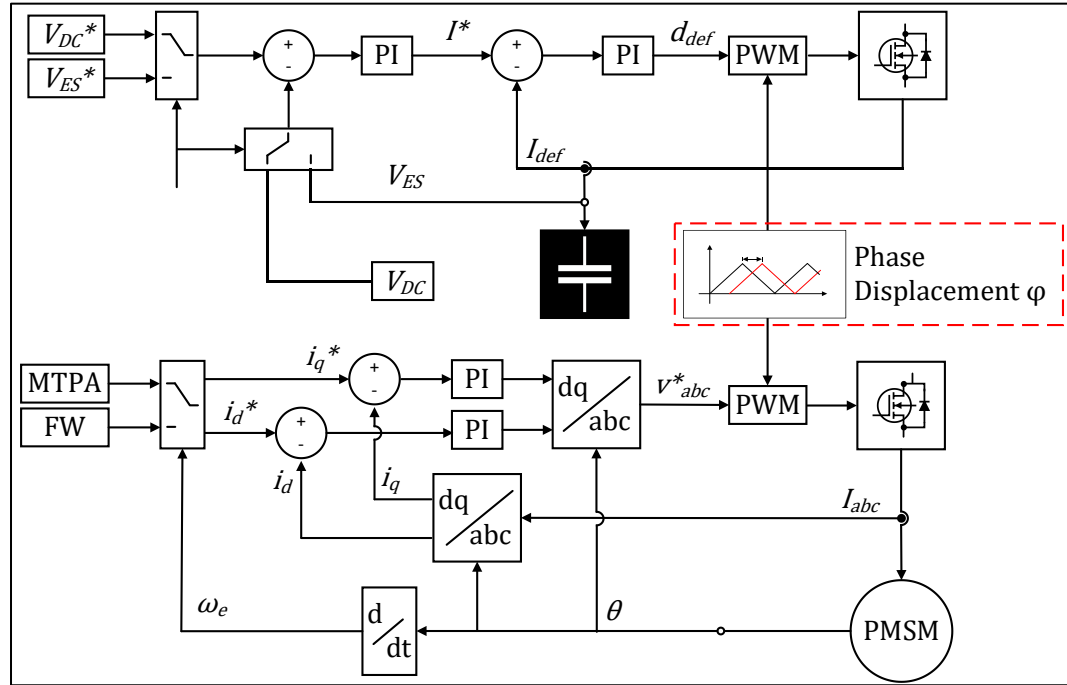 V_DC*
V_ES*
+
-
PI
I*
+
-
PI
d_def
PWM
I_def
V_ES
V_DC
Phase
Displacement φ
MTPA
FW
i_q*
i_d*
+
-
+
-
PI
PI
dq
abc
v*_abc
PWM
i_d
i_q
dq
abc
I_abc
ω_e
d
dt
θ
PMSM